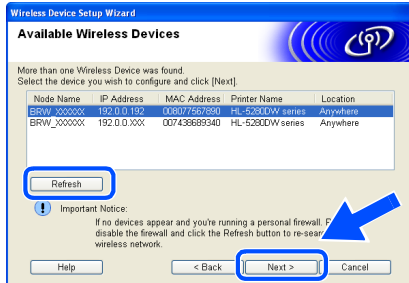 Wireless Device Setup Wizard
Available Wireless Devices
More than one Wireless Device was found.
Select the device you wish to configure and click [Next].
Node Name IP Address MAC Address Printer Name Location
BRW_XXXXXX 192.0.0.192 008077567890 HL-5280DW series Anywhere
BRW_XXXXXX 192.0.0.XXX 007438689340 HL-5280DW series Anywhere
Refresh
Important Notice:
If no devices appear and you're running a personal firewall.
disable the firewall and click the Refresh button to
wireless network.
Help < Back Next > Cancel